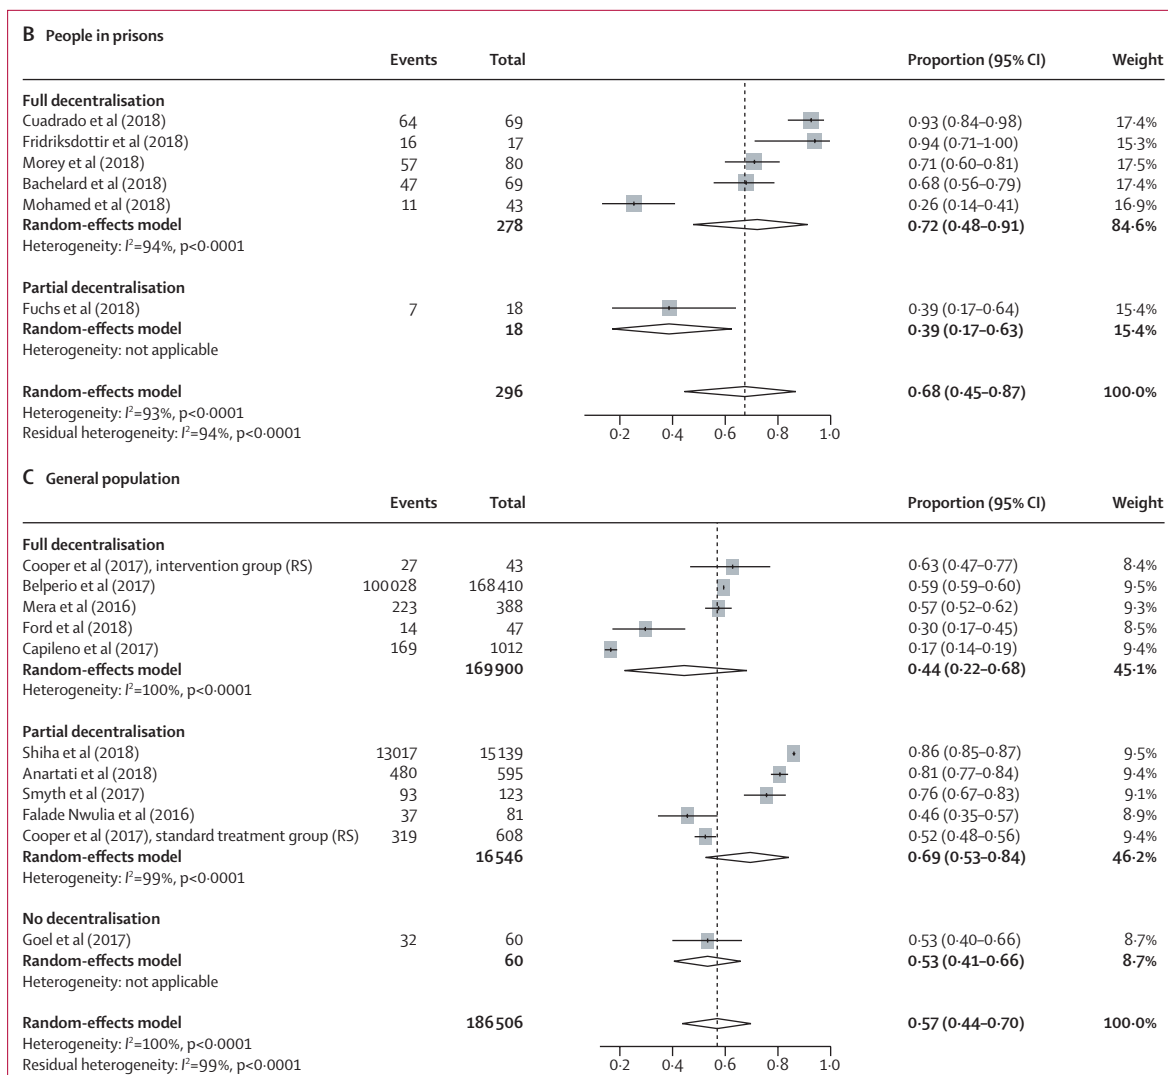 B People in prisons
Events Total Proportion (95% CI) Weight
Full decentralisation
Cuadrado et al (2018) 64 69 0·93 (0·84–0·98) 17·4%
Fridriksdottir et al (2018) 16 17 0·94 (0·71–1·00) 15·3%
Morey et al (2018) 57 80 0·71 (0·60–0·81) 17·5%
Bachelard et al (2018) 47 69 0·68 (0·56–0·79) 17·4%
Mohamed et al (2018) 11 43 0·26 (0·14–0·41) 16·9%
Random-effects model 278 0·72 (0·48–0·91) 84·6%
Heterogeneity: I²=94%, p<0·0001
Partial decentralisation
Fuchs et al (2018) 7 18 0·39 (0·17–0·64) 15·4%
Random-effects model 18 0·39 (0·17–0·63) 15·4%
Heterogeneity: not applicable
Random-effects model 296 0·68 (0·45–0·87) 100·0%
Heterogeneity: I²=93%, p<0·0001
Residual heterogeneity: I²=94%, p<0·0001
0·2 0·4 0·6 0·8 1·0
C General population
Events Total Proportion (95% CI) Weight
Full decentralisation
Cooper et al (2017), intervention group (RS) 27 43 0·63 (0·47–0·77) 8·4%
Belperio et al (2017) 100 028 168 410 0·59 (0·59–0·60) 9·5%
Mera et al (2016) 223 388 0·57 (0·52–0·62) 9·3%
Ford et al (2018) 14 47 0·30 (0·17–0·45) 8·5%
Capileno et al (2017) 169 1012 0·17 (0·14–0·19) 9·4%
Random-effects model 169 900 0·44 (0·22–0·68) 45·1%
Heterogeneity: I²=100%, p<0·0001
Partial decentralisation
Shiha et al (2018) 13 017 15 139 0·86 (0·85–0·87) 9·5%
Anartati et al (2018) 480 595 0·81 (0·77–0·84) 9·4%
Smyth et al (2017) 93 123 0·76 (0·67–0·83) 9·1%
Falade Nwulia et al (2016) 37 81 0·46 (0·35–0·57) 8·9%
Cooper et al (2017), standard treatment group (RS) 319 608 0·52 (0·48–0·56) 9·4%
Random-effects model 16 546 0·69 (0·53–0·84) 46·2%
Heterogeneity: I²=99%, p<0·0001
No decentralisation
Goel et al (2017) 32 60 0·53 (0·40–0·66) 8·7%
Random-effects model 60 0·53 (0·41–0·66) 8·7%
Heterogeneity: not applicable
Random-effects model 186 506 0·57 (0·44–0·70) 100·0%
Heterogeneity: I²=100%, p<0·0001
Residual heterogeneity: I²=99%, p<0·0001
0·2 0·4 0·6 0·8 1·0